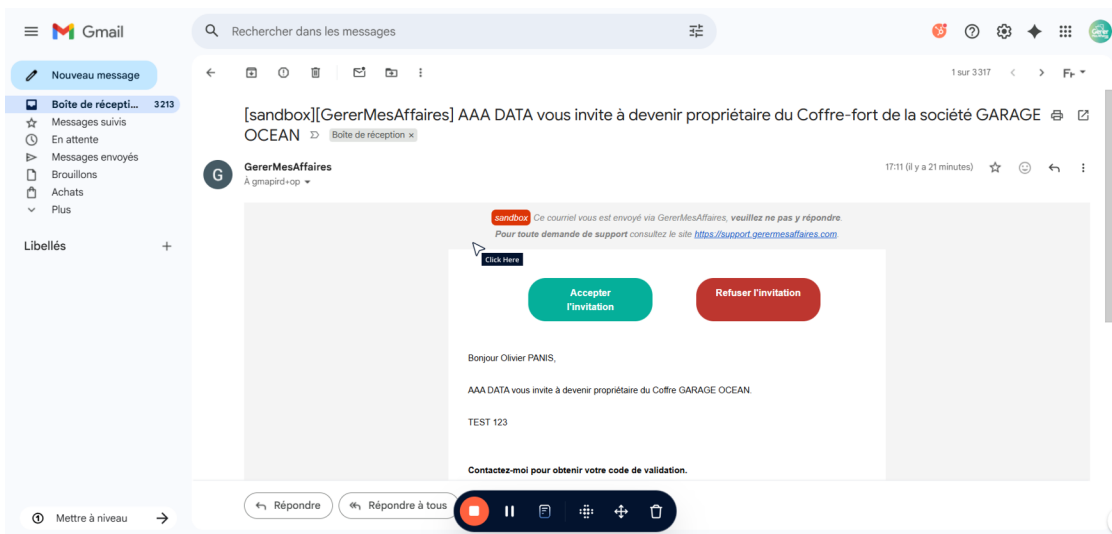 Gmail
Rechercher dans les messages
Nouveau message
1 sur 3 317
Boîte de récepti... 3 213
Messages suivis
En attente
Messages envoyés
Brouillons
Achats
Plus
Libellés
[sandbox][GererMesAffaires] AAA DATA vous invite à devenir propriétaire du Coffre-fort de la société GARAGE
OCEAN
Boîte de réception ×
G
GererMesAffaires
17:11 (il y a 21 minutes)
À gmapird+op
sandbox Ce courriel vous est envoyé via GererMesAffaires, veuillez ne pas y répondre.
Pour toute demande de support consultez le site https://support.gerermesaffaires.com.
Click Here
Accepter
l'invitation
Refuser l'invitation
Bonjour Olivier PANIS,
AAA DATA vous invite à devenir propriétaire du Coffre GARAGE OCEAN.
TEST 123
Contactez-moi pour obtenir votre code de validation.
Répondre
Répondre à tous
Mettre à niveau